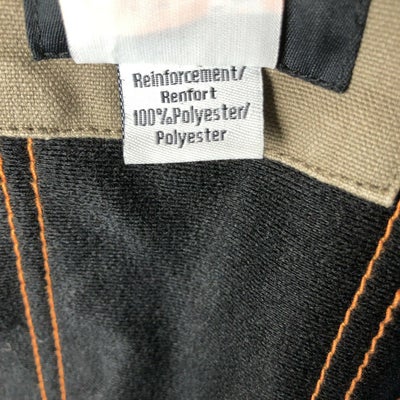 Reinforcement/
Renfort
100%Polyester/
Polyester